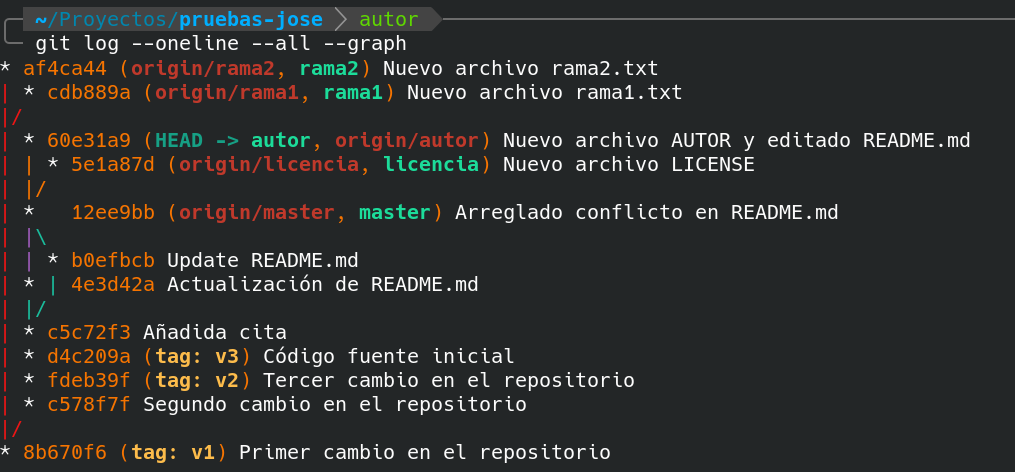 ~/Proyectos/pruebas-jose autor
git log --oneline --all --graph
* af4ca44 (origin/rama2, rama2) Nuevo archivo rama2.txt
| * cdb889a (origin/rama1, rama1) Nuevo archivo rama1.txt
|/
| * 60e31a9 (HEAD -> autor, origin/autor) Nuevo archivo AUTOR y editado README.md
| | * 5e1a87d (origin/licencia, licencia) Nuevo archivo LICENSE
| |/
| *   12ee9bb (origin/master, master) Arreglado conflicto en README.md
| |\
| | * b0efbcb Update README.md
| * | 4e3d42a Actualización de README.md
| |/
| * c5c72f3 Añadida cita
| * d4c209a (tag: v3) Código fuente inicial
| * fdeb39f (tag: v2) Tercer cambio en el repositorio
| * c578f7f Segundo cambio en el repositorio
|/
* 8b670f6 (tag: v1) Primer cambio en el repositorio